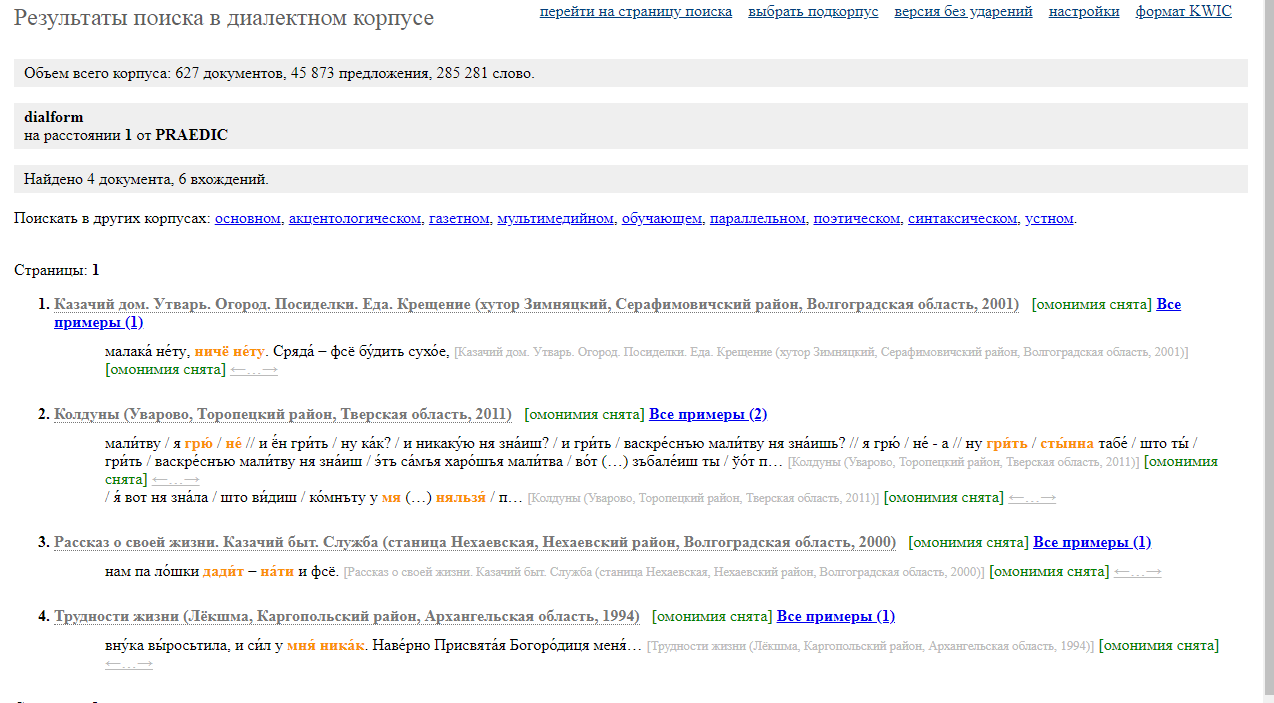 Результаты поиска в диалектном корпусе
перейти на страницу поиска выбрать подкорпус версия без ударений настройки формат KWIC
Объем всего корпуса: 627 документов, 45 873 предложения, 285 281 слово.
dialform
на расстоянии 1 от PRAEDIC
Найдено 4 документа, 6 вхождений.
Поискать в других корпусах: основном, акцентологическом, газетном, мультимедийном, обучающем, параллельном, поэтическом, синтаксическом, устном.
Страницы: 1
1. Казачий дом. Утварь. Огород. Посиделки. Еда. Крещение (хутор Зимняцкий, Серафимовичский район, Волгоградская область, 2001) [омонимия снята] Все
примеры (1)
малака́ не́ту, ничё не́ту. Сряда́ – фсё бу́дить сухо́е, [Казачий дом. Утварь. Огород. Посиделки. Еда. Крещение (хутор Зимняцкий, Серафимовичский район, Волгоградская область, 2001)]
[омонимия снята] ←…→
2. Колдуны (Уварово, Торопецкий район, Тверская область, 2011) [омонимия снята] Все примеры (2)
мали́тву / я грю́ / не́ // и ё́н гри́ть / ну ка́к? / и никаку́ю ня зна́иш? / и гри́ть / васкре́снъю мали́тву ня зна́ишь? // я грю́ / не́ - а // ну гри́ть / сты́нна табе́ / што ты́ /
гри́ть / васкре́снъю мали́тву ня зна́иш / э́тъ са́мъя харо́шъя мали́тва / во́т (…) зъбале́иш ты / ўо́т п… [Колдуны (Уварово, Торопецкий район, Тверская область, 2011)] [омонимия
снята] ←…→
/ я́ вот ня зна́ла / што ви́диш / ко́мнъту у мя (…) няльзя́ / п… [Колдуны (Уварово, Торопецкий район, Тверская область, 2011)] [омонимия снята] ←…→
3. Рассказ о своей жизни. Казачий быт. Служба (станица Нехаевская, Нехаевский район, Волгоградская область, 2000) [омонимия снята] Все примеры (1)
нам па ло́шки дади́т – на́ти и фсё. [Рассказ о своей жизни. Казачий быт. Служба (станица Нехаевская, Нехаевский район, Волгоградская область, 2000)] [омонимия снята] ←…→
4. Трудности жизни (Лёкшма, Каргопольский район, Архангельская область, 1994) [омонимия снята] Все примеры (1)
вну́ка вы́росьтила, и си́л у мня́ ника́к. Наве́рно Присвята́я Богоро́диця меня́… [Трудности жизни (Лёкшма, Каргопольский район, Архангельская область, 1994)] [омонимия снята]
←…→